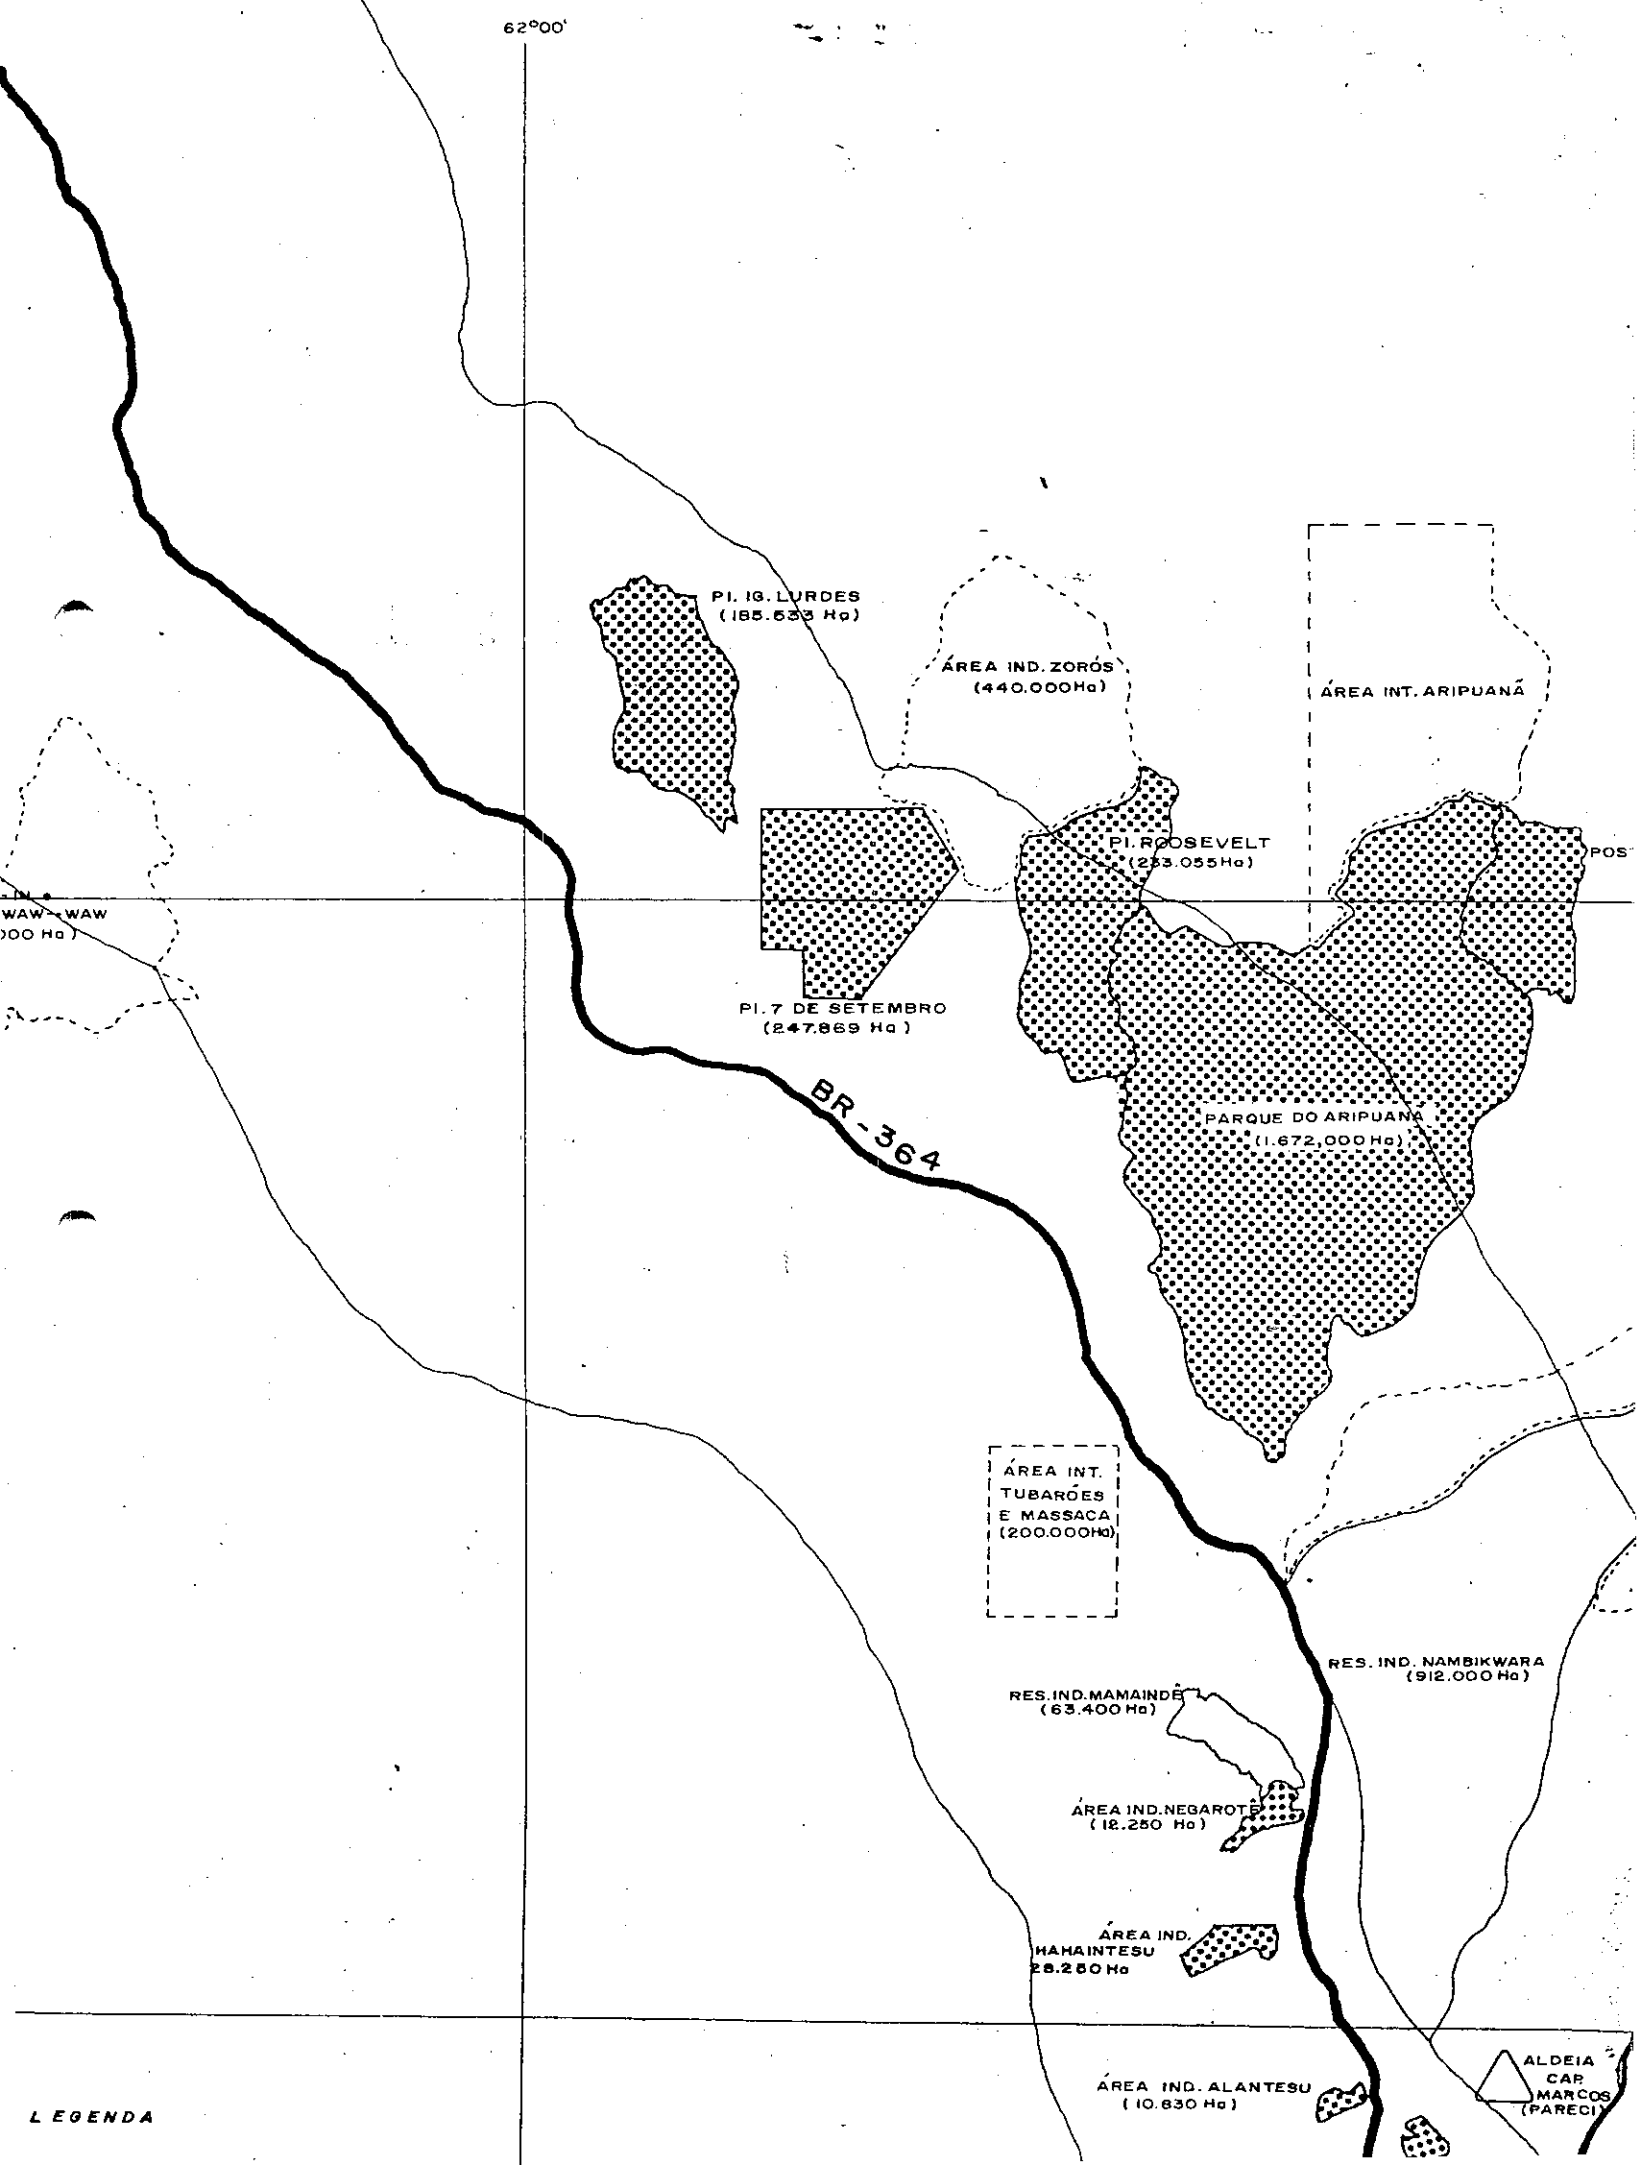 62°00'
PI. IG. LURDES
(185.533 Ha)
ÁREA IND. ZORÓS
(440.000Ha)
ÁREA INT. ARIPUANÃ
PI. ROOSEVELT
(233.055Ha)
POS
WAW-WAW
000 Ha)
PI. 7 DE SETEMBRO
(247.869 Ha)
BR-364
PARQUE DO ARIPUANÃ
(1.672,000 Ha)
ÁREA INT.
TUBARÕES
E MASSACA
(200.000Ha)
RES. IND. NAMBIKWARA
(912.000 Ha)
RES.IND.MAMAINDÊ
(63.400 Ha)
ÁREA IND.NEGAROTÊ
(12.250 Ha)
ÁREA IND.
HAHAINTESU
28.250 Ha
ÁREA IND. ALANTESU
(10.830 Ha)
ALDEIA
CAP.
MARCOS
(PARECI)
LEGENDA